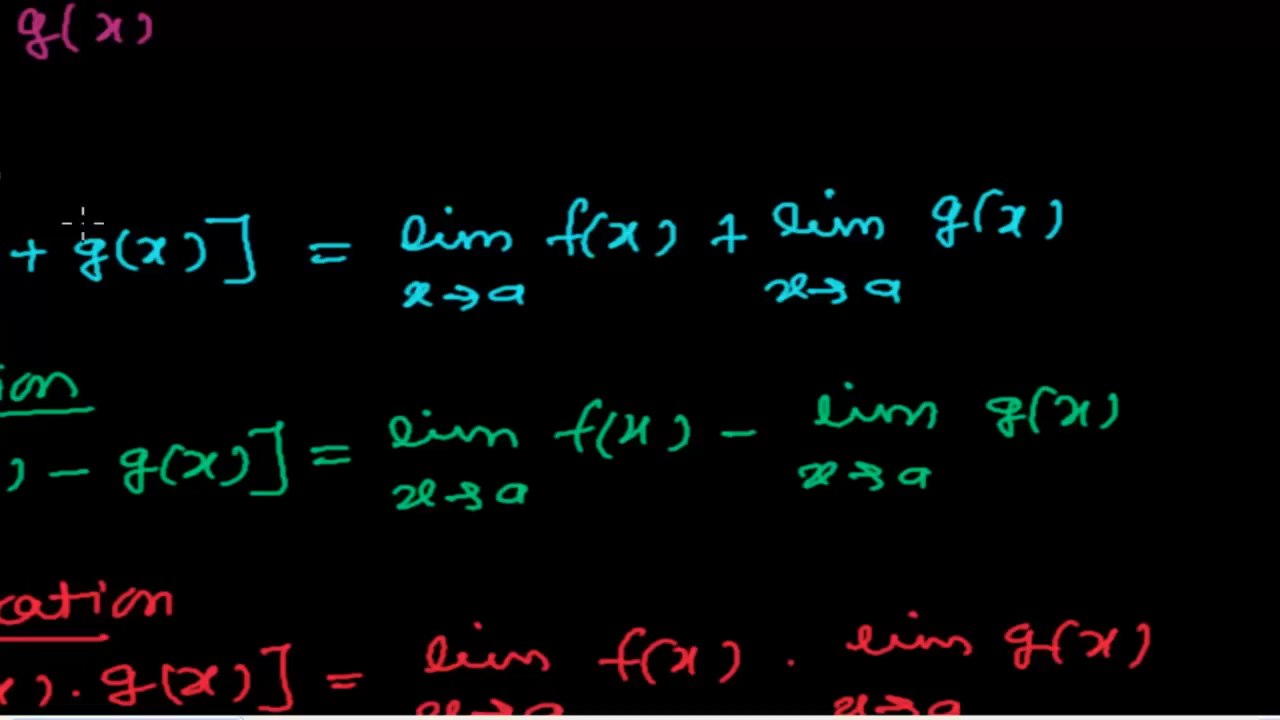 g(x)
+ g(x)] = lim f(x) + lim g(x)
x→a x→a
ion
) - g(x)] = lim f(x) - lim g(x)
x→a x→a
cation
x) . g(x)] = lim f(x) . lim g(x)
x→a x→a